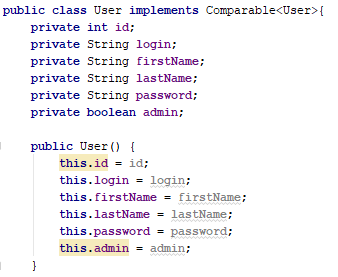 public class User implements Comparable<User>{
private int id;
private String login;
private String firstName;
private String lastName;
private String password;
private boolean admin;
public User() {
this.id = id;
this.login = login;
this.firstName = firstName;
this.lastName = lastName;
this.password = password;
this.admin = admin;
}